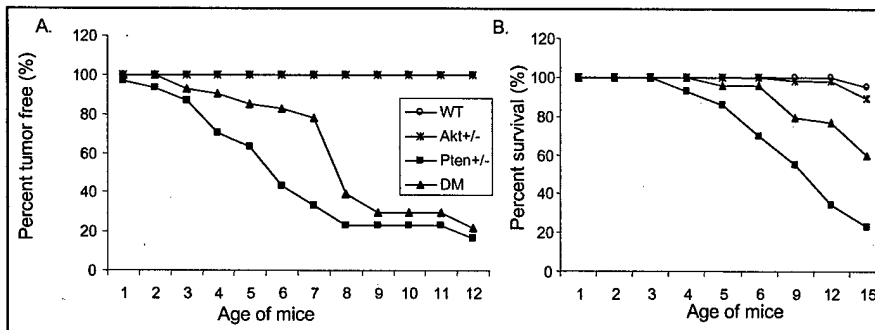 A.
Percent tumor free (%)
120
100
80
60
40
20
0
1 2 3 4 5 6 7 8 9 10 11 12
Age of mice
WT
Akt+/-
Pten+/-
DM
B.
Percent survival (%)
120
100
80
60
40
20
0
1 2 3 4 5 6 9 12 15
Age of mice